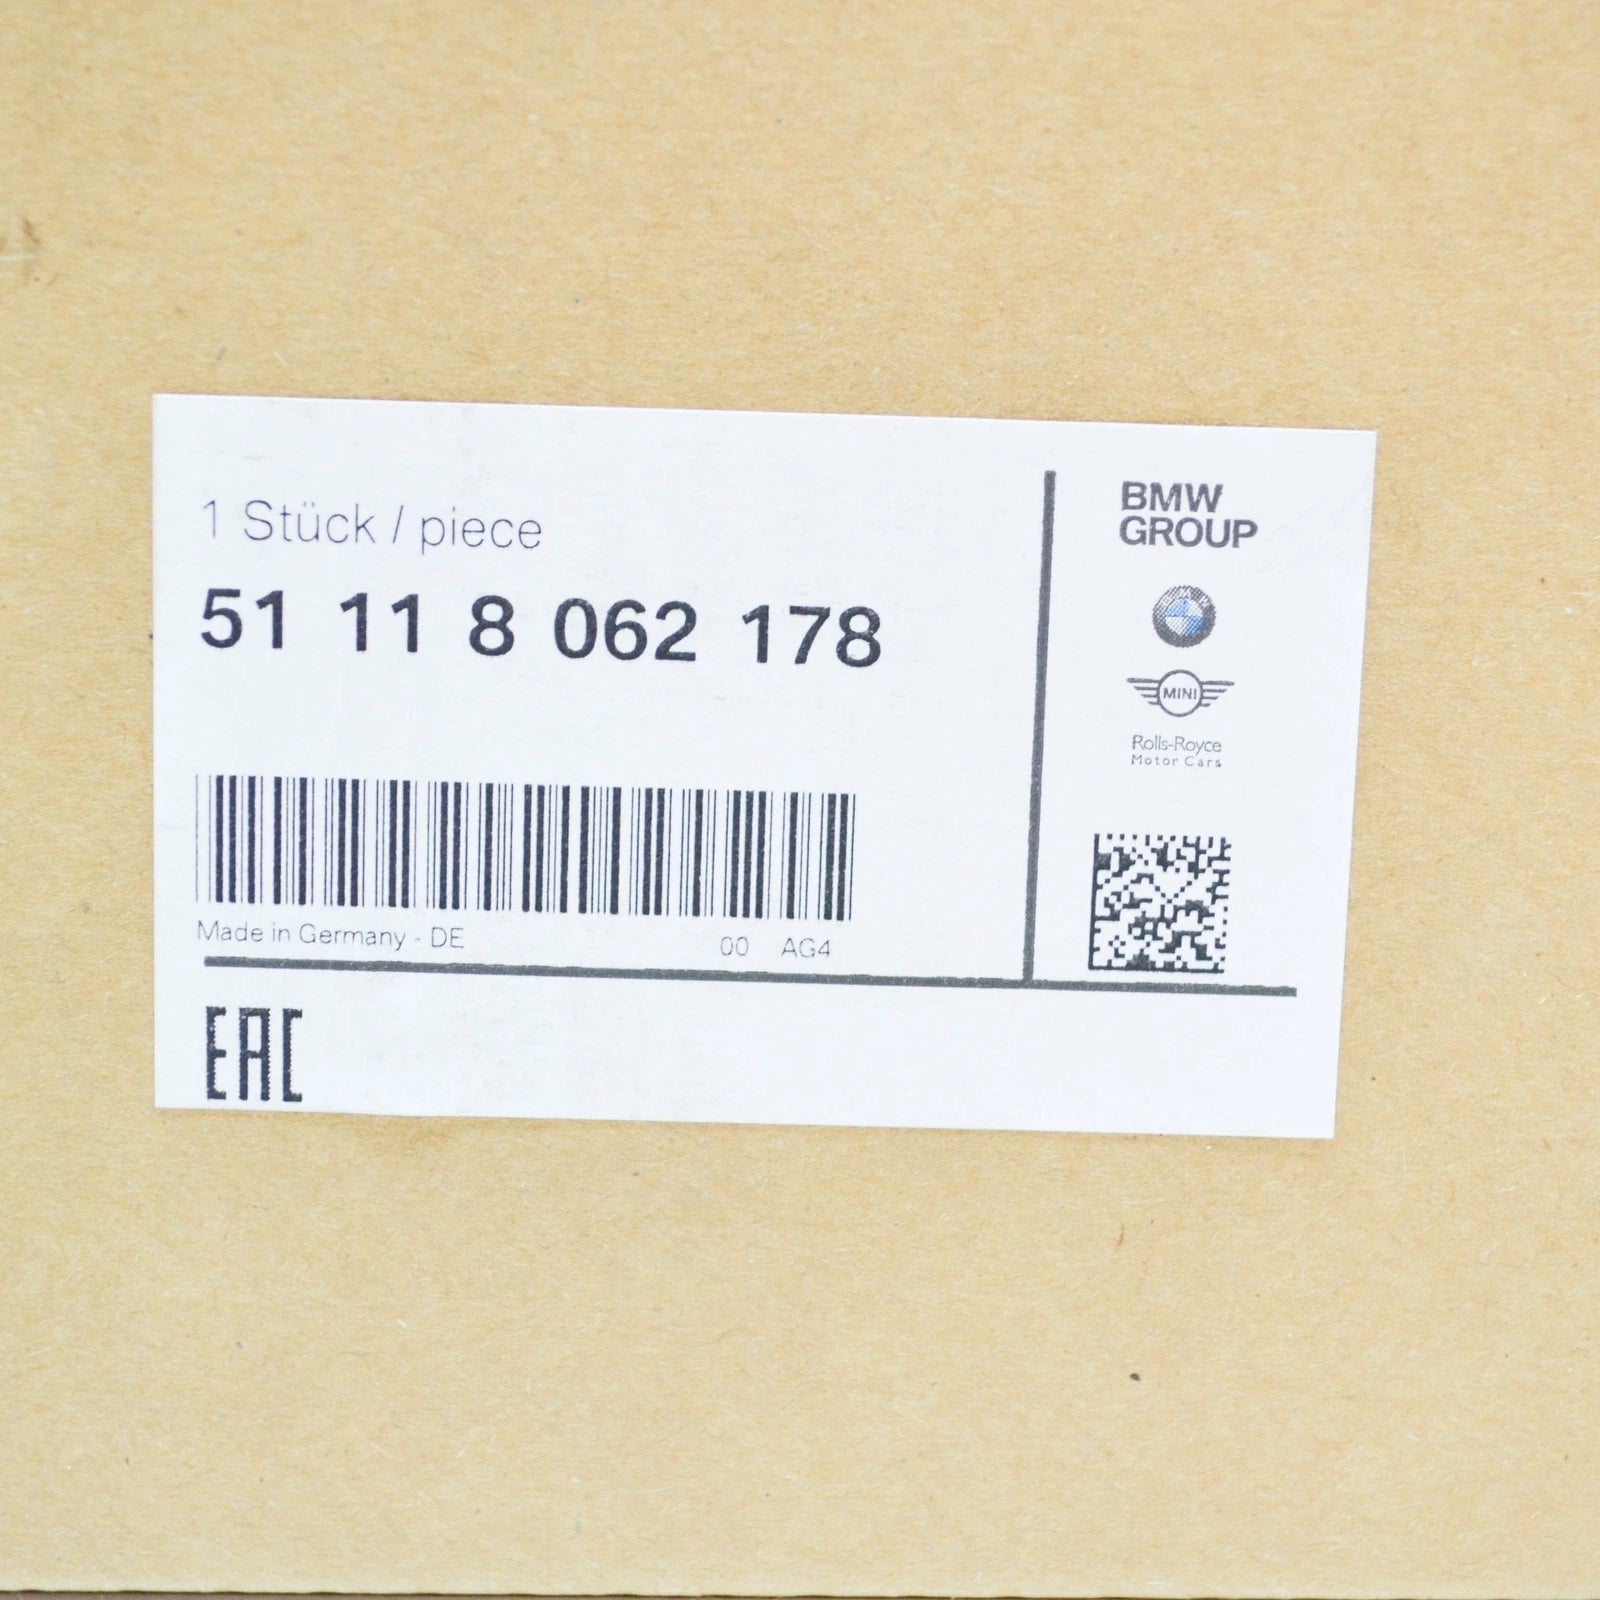 1 Stück / piece
51 11 8 062 178
Made in Germany - DE 00 AG4
EAC
BMW
GROUP
BMW
MINI
Rolls-Royce
Motor Cars